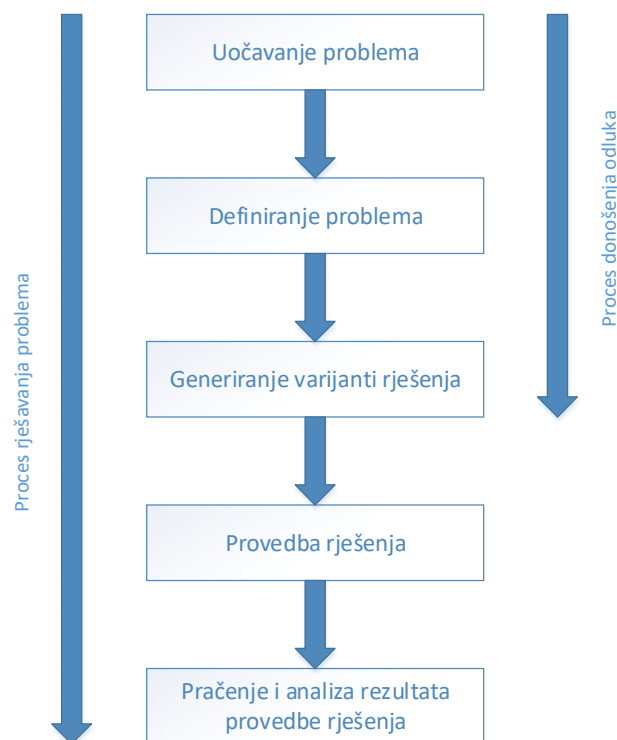 Uočavanje problema
Definiranje problema
Generiranje varijanti rješenja
Provedba rješenja
Pračenje i analiza rezultata
provedbe rješenja
Proces rješavanja problema
Proces donošenja odluka